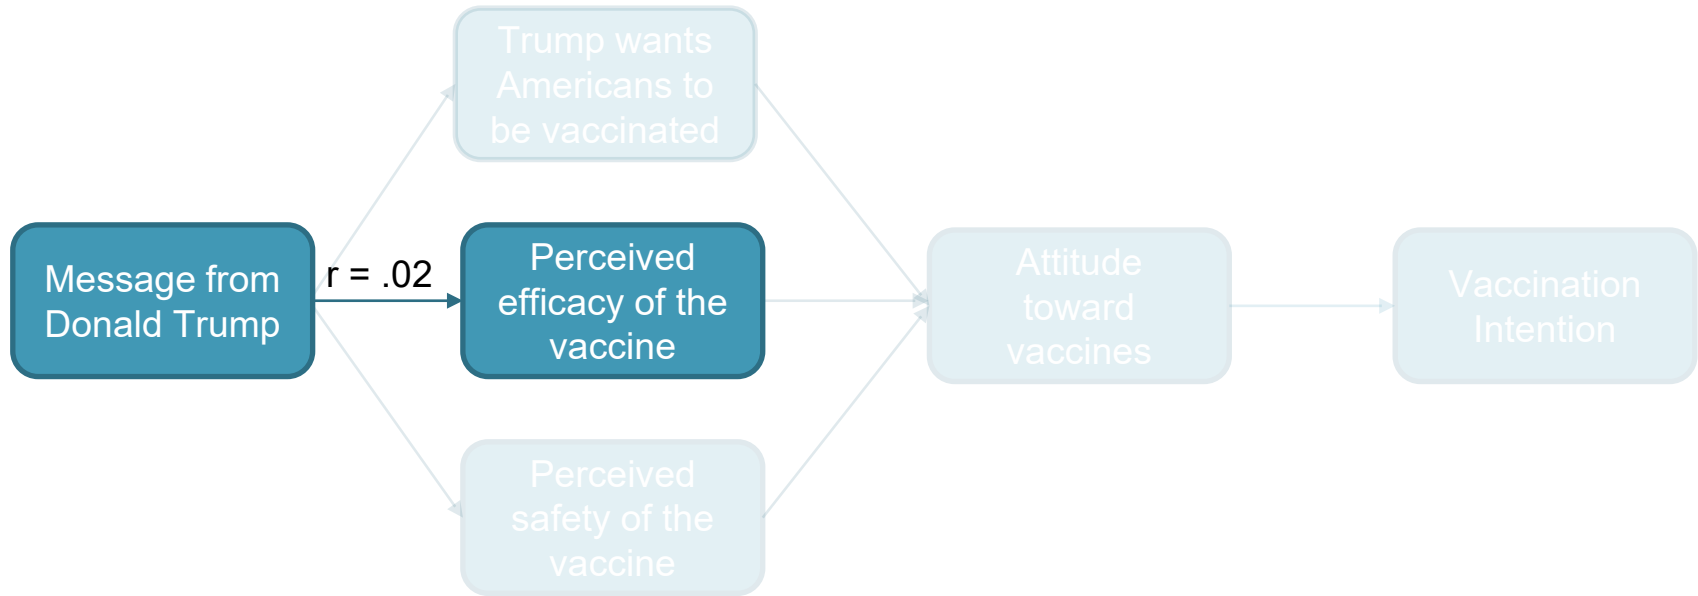 Trump wants
Americans to
be vaccinated
Message from
Donald Trump
r = .02
Perceived
efficacy of the
vaccine
Attitude
toward
vaccines
Vaccination
Intention
Perceived
safety of the
vaccine